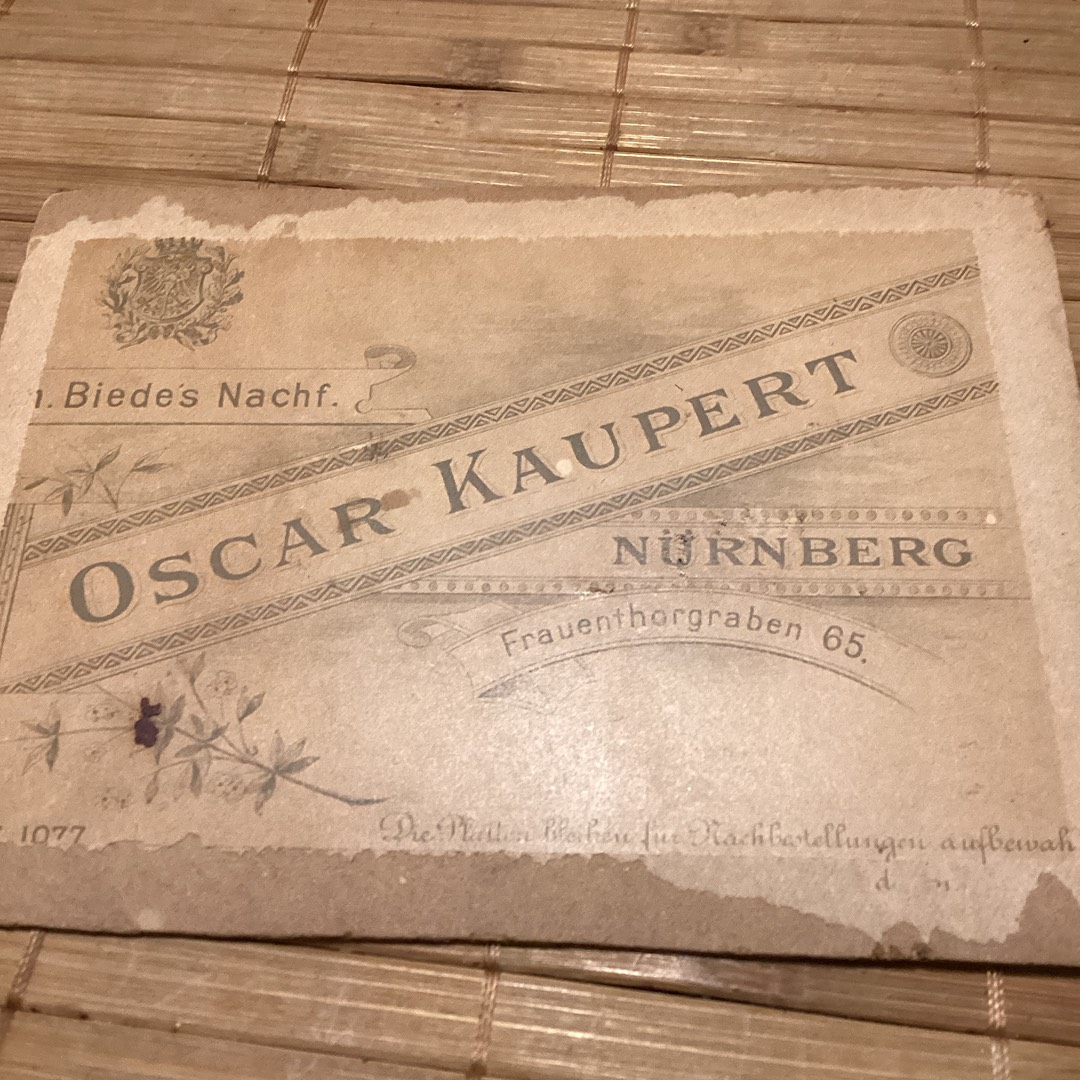 . Biede's Nachf.
OSCAR KAUPERT
NÜRNBERG
Frauenthorgraben 65.
1077
Die Platten bleiben für Nachbestellungen aufbewah